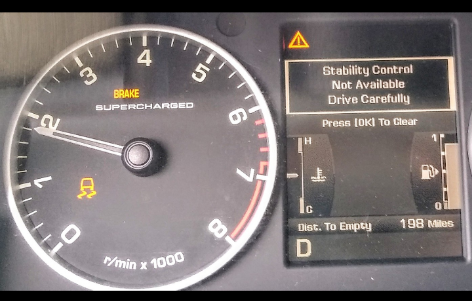 4
3
5
BRAKE
SUPERCHARGED
2
6
1
7
0
8
r/min x 1000
Stability Control
Not Available
Drive Carefully
Press [OK] To Clear
H
1
C
0
Dist. To Empty 198 Miles
D